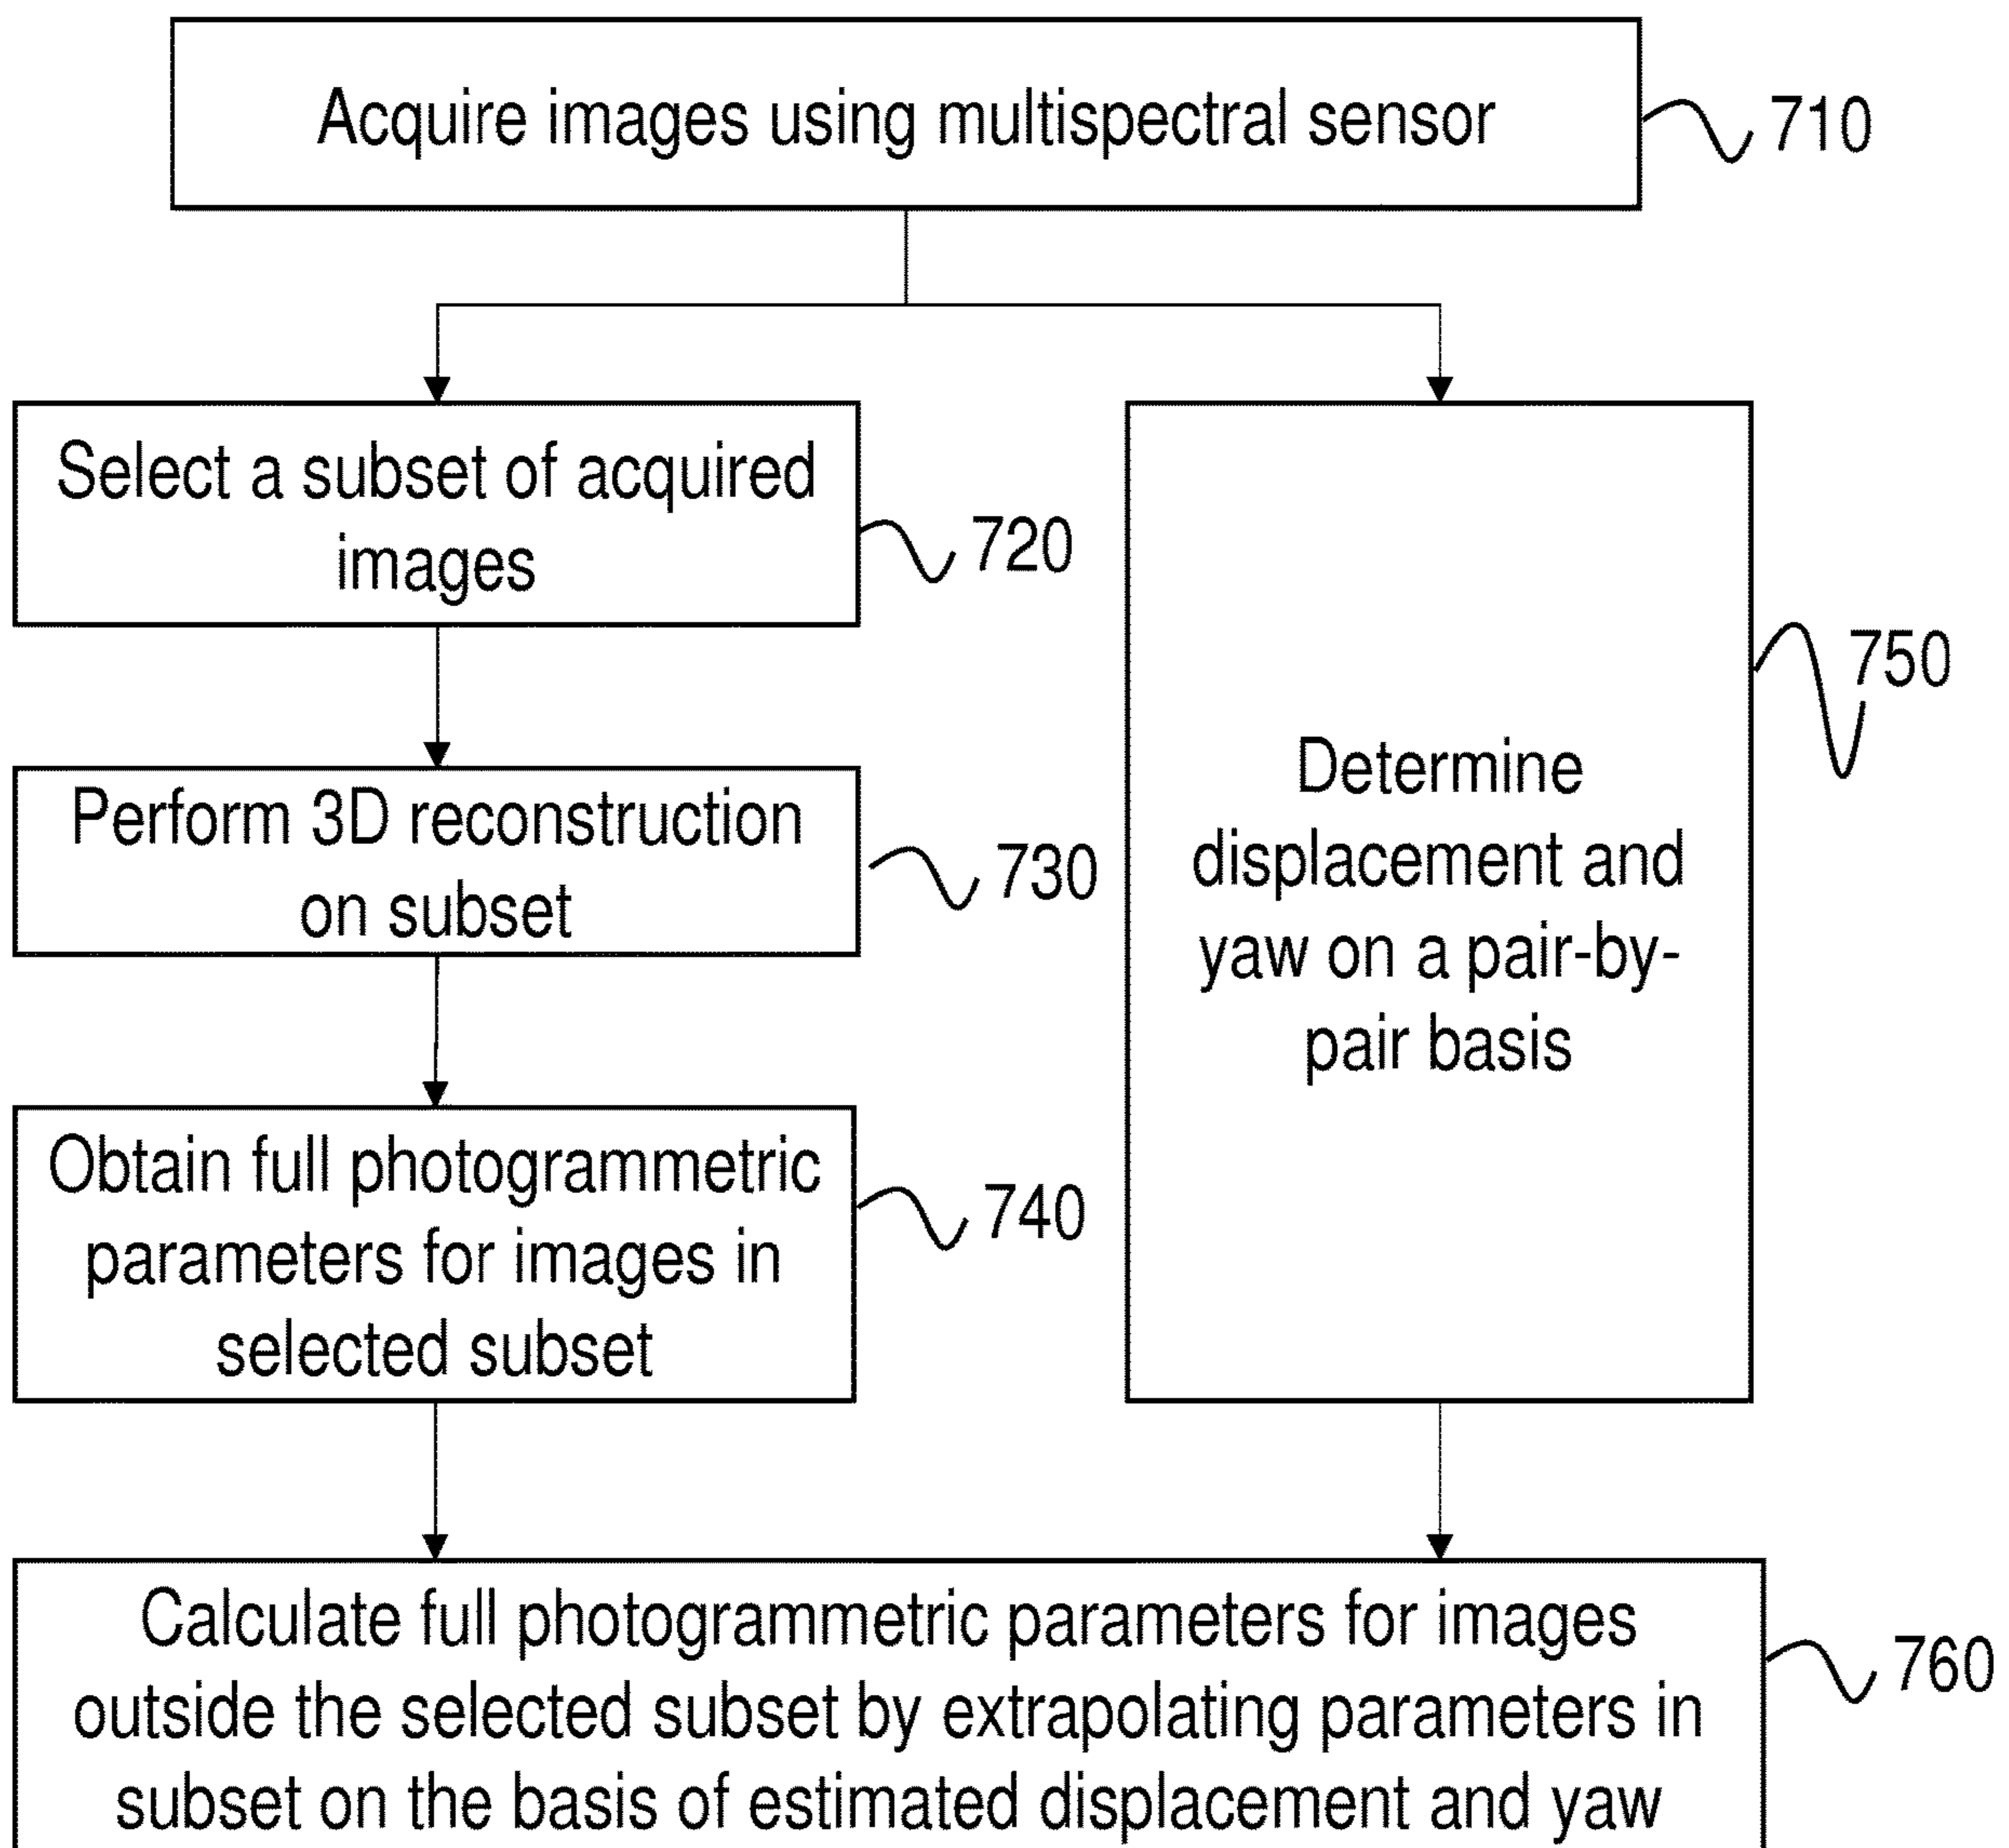 Acquire images using multispectral sensor
710
Select a subset of acquired
images
720
Perform 3D reconstruction
on subset
730
Obtain full photogrammetric
parameters for images in
selected subset
740
Determine
displacement and
yaw on a pair-by-
pair basis
750
Calculate full photogrammetric parameters for images
outside the selected subset by extrapolating parameters in
subset on the basis of estimated displacement and yaw
760